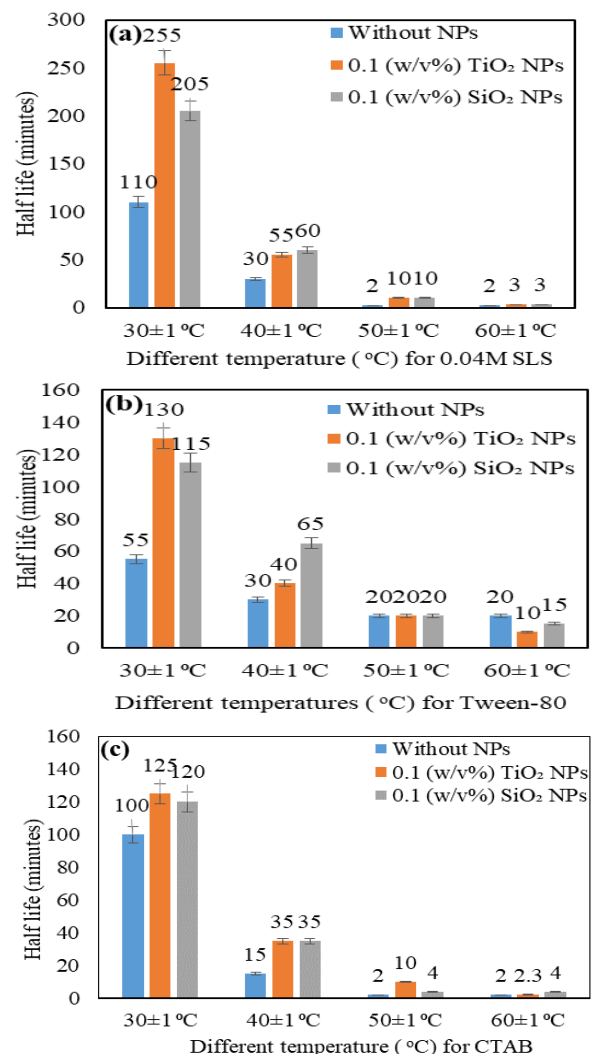 (a)
Without NPs
0.1 (w/v%) TiO₂ NPs
0.1 (w/v%) SiO₂ NPs
Half life (minutes)
300
250
200
150
100
50
0
110
255
205
30
55
60
2
10
10
2
3
3
30±1 ºC
40±1 ºC
50±1 ºC
60±1 ºC
Different temperature ( ºC) for 0.04M SLS
(b)
Without NPs
0.1 (w/v%) TiO₂ NPs
0.1 (w/v%) SiO₂ NPs
Half life (minutes)
160
140
120
100
80
60
40
20
0
55
130
115
30
40
65
20
20
20
20
10
15
30±1 ºC
40±1 ºC
50±1 ºC
60±1 ºC
Different temperatures ( ºC) for Tween-80
(c)
Without NPs
0.1 (w/v%) TiO₂ NPs
0.1 (w/v%) SiO₂ NPs
Half life (minutes)
160
140
120
100
80
60
40
20
0
100
125
120
15
35
35
2
10
4
2
2.3
4
30±1 ºC
40±1 ºC
50±1 ºC
60±1 ºC
Different temperature ( ºC) for CTAB